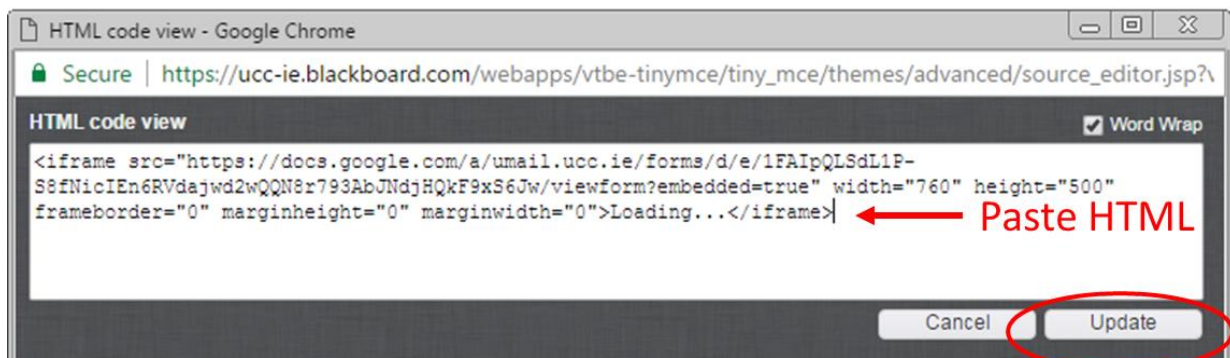 HTML code view - Google Chrome
Secure | https://ucc-ie.blackboard.com/webapps/vtbe-tinymce/tiny_mce/themes/advanced/source_editor.jsp?v
HTML code view
Word Wrap
<iframe src="https://docs.google.com/a/umail.ucc.ie/forms/d/e/1FAIpQLSdL1P-
S8fNicIEn6RVdajwd2wQQN8r793AbJNdjHQkF9xS6Jw/viewform?embedded=true" width="760" height="500"
frameborder="0" marginheight="0" marginwidth="0">Loading...</iframe>
Paste HTML
Cancel
Update